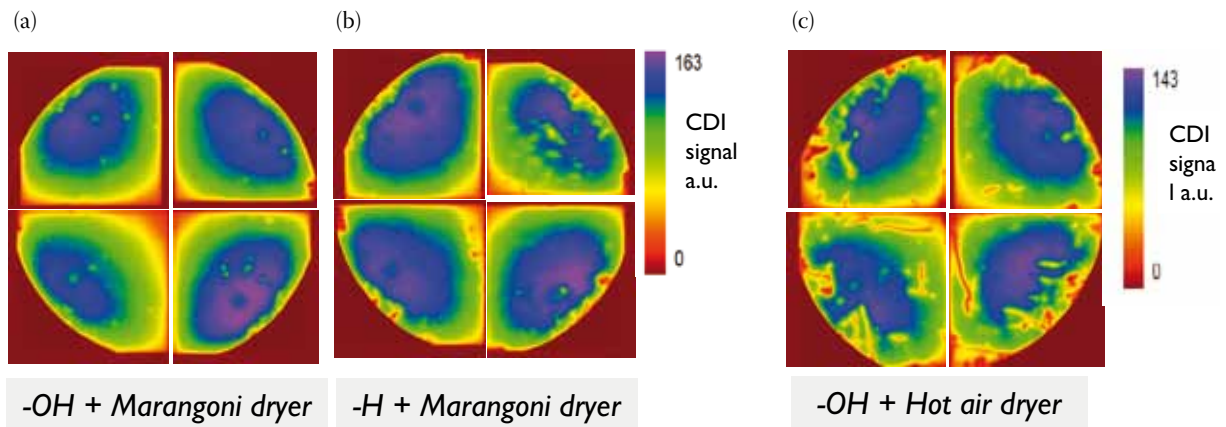 (a)
(b)
(c)
163
CDI
signal
a.u.
0
143
CDI
signa
l a.u.
0
-OH + Marangoni dryer
-H + Marangoni dryer
-OH + Hot air dryer